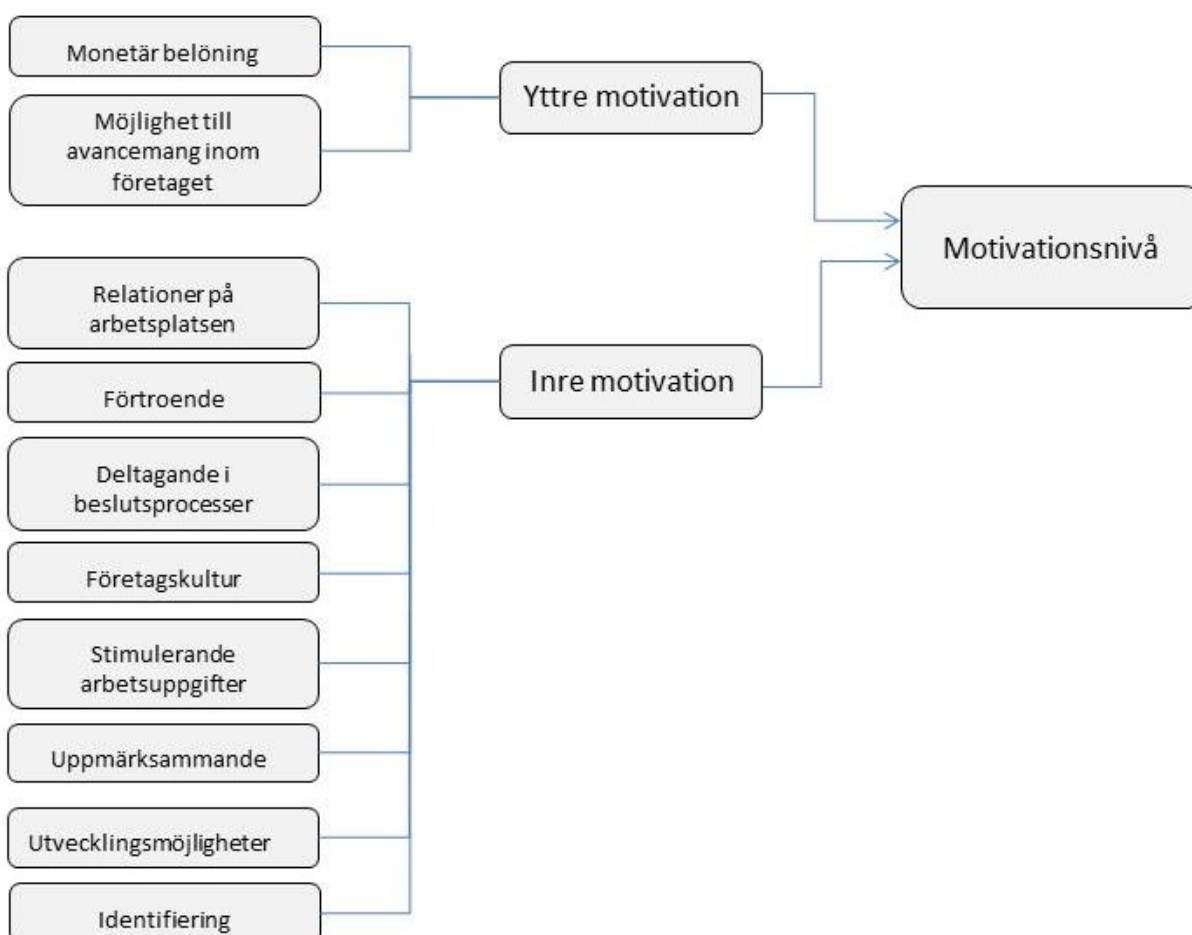 Monetär belöning
Möjlighet till
avancemang inom
företaget
Yttre motivation
Motivationsnivå
Relationer på
arbetsplatsen
Förtroende
Deltagande i
beslutsprocesser
Företagskultur
Stimulerande
arbetsuppgifter
Uppmärksammande
Utvecklingsmöjligheter
Identifiering
Inre motivation